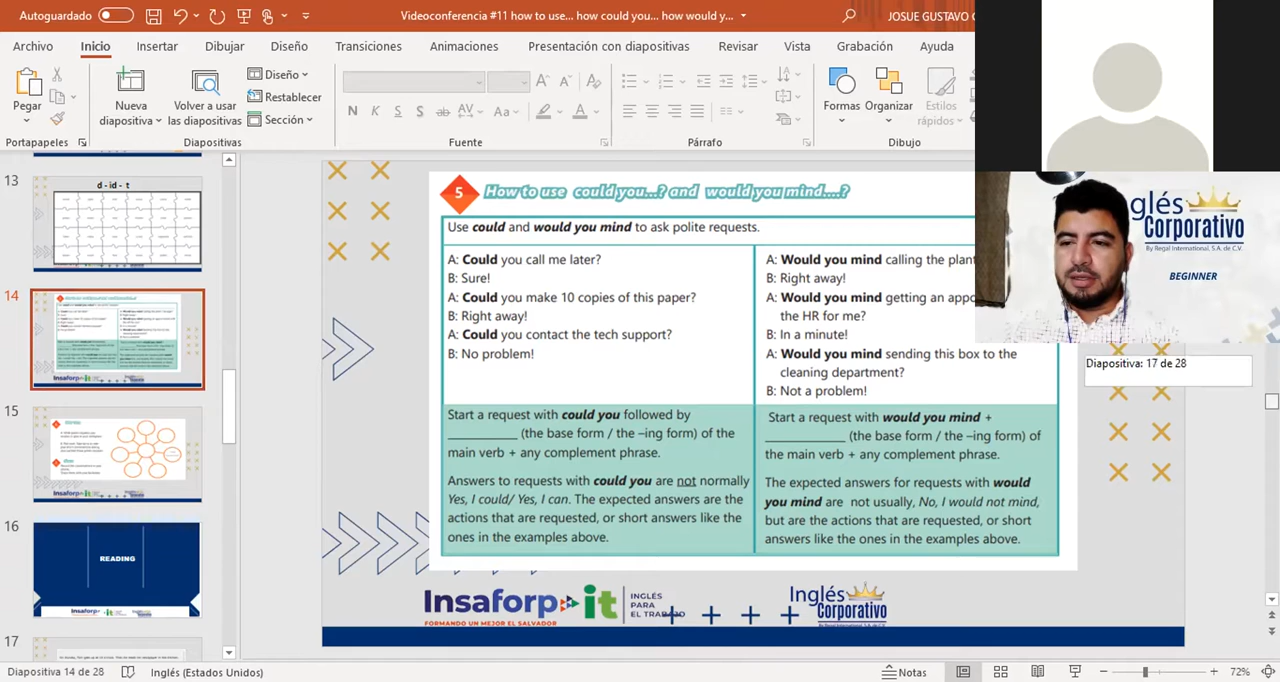 Autoguardado
Videoconferencia #11 how to use... how could you... how would y...
JOSUE GUSTAVO
Archivo Inicio Insertar Dibujar Diseño Transiciones Animaciones Presentación con diapositivas Revisar Vista Grabación Ayuda
Pegar
Nueva
diapositiva
Volver a usar
las diapositivas
Diseño
Restablecer
Sección
N K S S ab AV Aa A
Formas
Organizar
Estilos
rápidos
Portapapeles
Diapositivas
Fuente
Párrafo
Dibujo
13
d - id - t
14
15
16
READING
17
5
How to use could you...? and would you mind....?
Use could and would you mind to ask polite requests.
A: Could you call me later?
B: Sure!
A: Could you make 10 copies of this paper?
B: Right away!
A: Could you contact the tech support?
B: No problem!
A: Would you mind calling the plan
B: Right away!
A: Would you mind getting an appo
the HR for me?
B: In a minute!
A: Would you mind sending this box to the
cleaning department?
B: Not a problem!
Start a request with could you followed by
____________ (the base form / the –ing form) of the
main verb + any complement phrase.
Answers to requests with could you are not normally
Yes, I could/ Yes, I can. The expected answers are the
actions that are requested, or short answers like the
ones in the examples above.
Start a request with would you mind +
____________ (the base form / the –ing form) of
the main verb + any complement phrase.
The expected answers for requests with would
you mind are not usually, No, I would not mind,
but are the actions that are requested, or short
answers like the ones in the examples above.
Insaforp it
FORMANDO UN MEJOR EL SALVADOR
INGLÉS
PARA
EL TRABAJO
Inglés
Corporativo
By Regal International, S.A. de C.V.
glés
Corporativo
By Regal International, S.A. de C.V.
BEGINNER
Diapositiva: 17 de 28
Diapositiva 14 de 28
Inglés (Estados Unidos)
Notas
72%